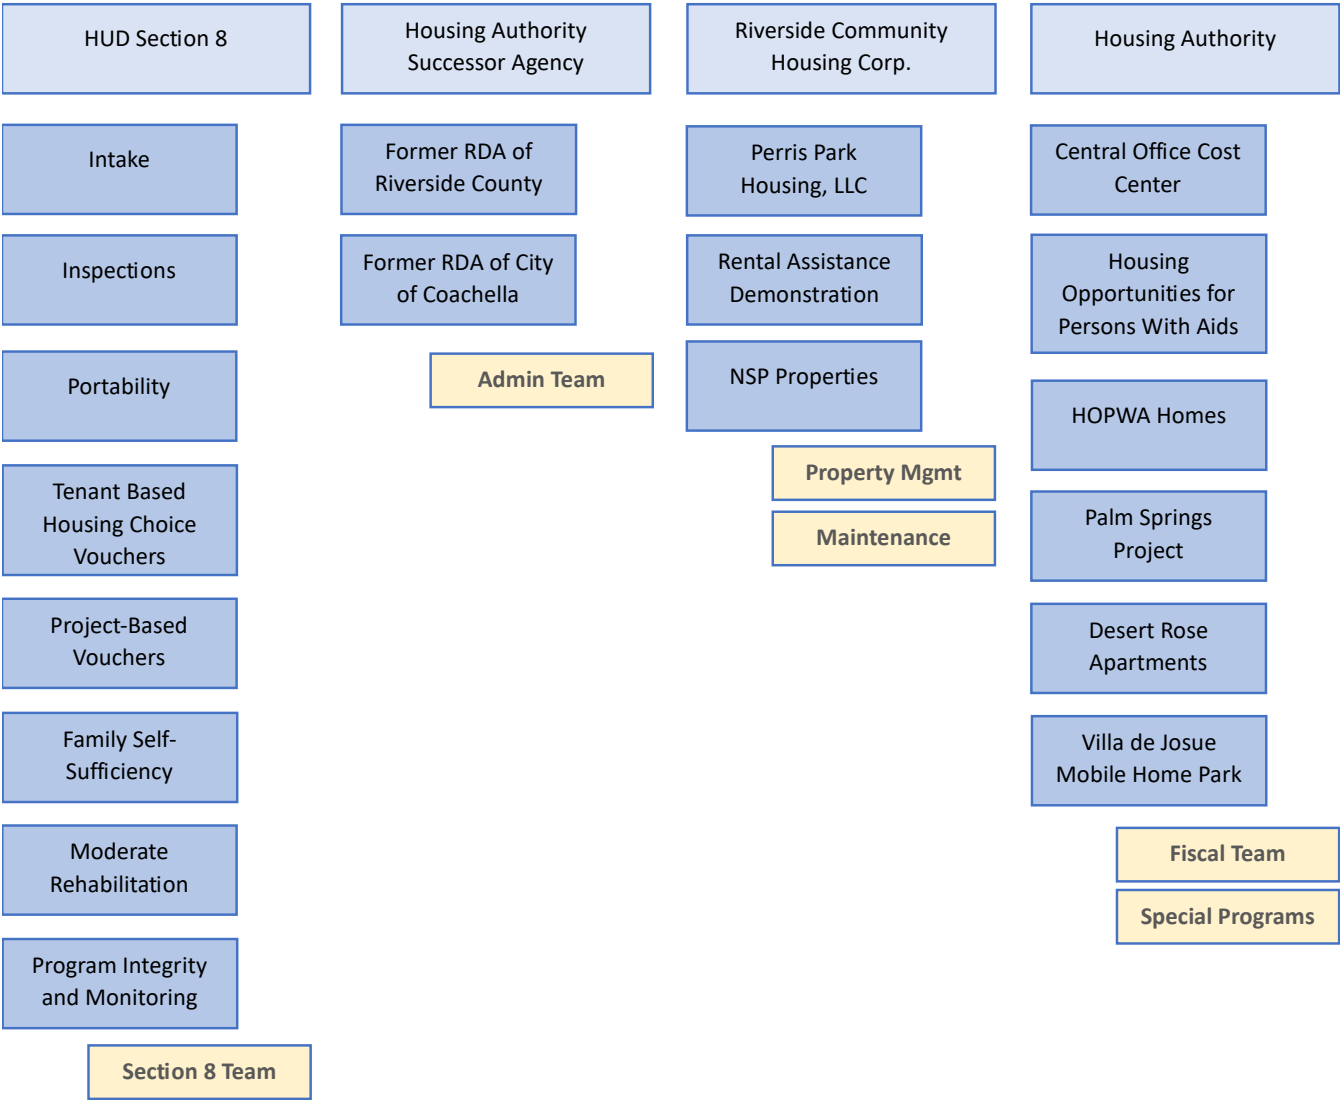 HUD Section 8
Intake
Inspections
Portability
Tenant Based
Housing Choice
Vouchers
Project-Based
Vouchers
Family Self-
Sufficiency
Moderate
Rehabilitation
Program Integrity
and Monitoring
Section 8 Team
Housing Authority
Successor Agency
Former RDA of
Riverside County
Former RDA of City
of Coachella
Admin Team
Riverside Community
Housing Corp.
Perris Park
Housing, LLC
Rental Assistance
Demonstration
NSP Properties
Property Mgmt
Maintenance
Housing Authority
Central Office Cost
Center
Housing
Opportunities for
Persons With Aids
HOPWA Homes
Palm Springs
Project
Desert Rose
Apartments
Villa de Josue
Mobile Home Park
Fiscal Team
Special Programs